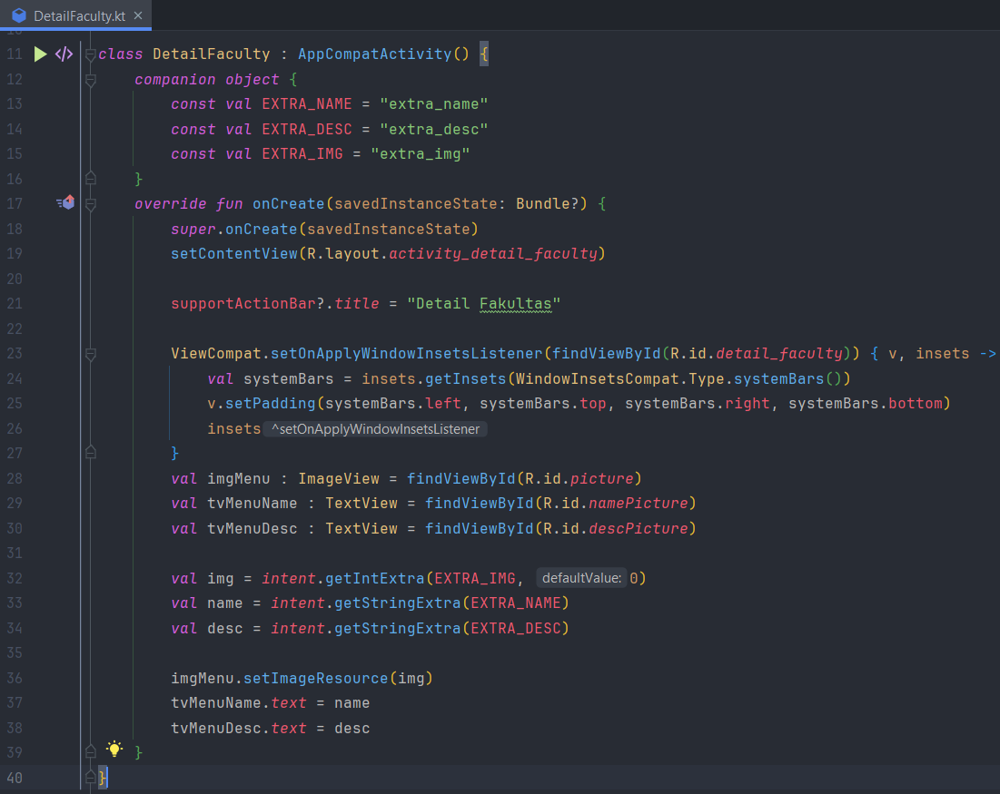 DetailFaculty.kt
10
11 class DetailFaculty : AppCompatActivity() {
12 companion object {
13 const val EXTRA_NAME = "extra_name"
14 const val EXTRA_DESC = "extra_desc"
15 const val EXTRA_IMG = "extra_img"
16 }
17 override fun onCreate(savedInstanceState: Bundle?) {
18 super.onCreate(savedInstanceState)
19 setContentView(R.layout.activity_detail_faculty)
20
21 supportActionBar?.title = "Detail Fakultas"
22
23 ViewCompat.setOnApplyWindowInsetsListener(findViewById(R.id.detail_faculty)) { v, insets ->
24 val systemBars = insets.getInsets(WindowInsetsCompat.Type.systemBars())
25 v.setPadding(systemBars.left, systemBars.top, systemBars.right, systemBars.bottom)
26 insets ^setOnApplyWindowInsetsListener
27 }
28 val imgMenu : ImageView = findViewById(R.id.picture)
29 val tvMenuName : TextView = findViewById(R.id.namePicture)
30 val tvMenuDesc : TextView = findViewById(R.id.descPicture)
31
32 val img = intent.getIntExtra(EXTRA_IMG, defaultValue: 0)
33 val name = intent.getStringExtra(EXTRA_NAME)
34 val desc = intent.getStringExtra(EXTRA_DESC)
35
36 imgMenu.setImageResource(img)
37 tvMenuName.text = name
38 tvMenuDesc.text = desc
39 }
40 }